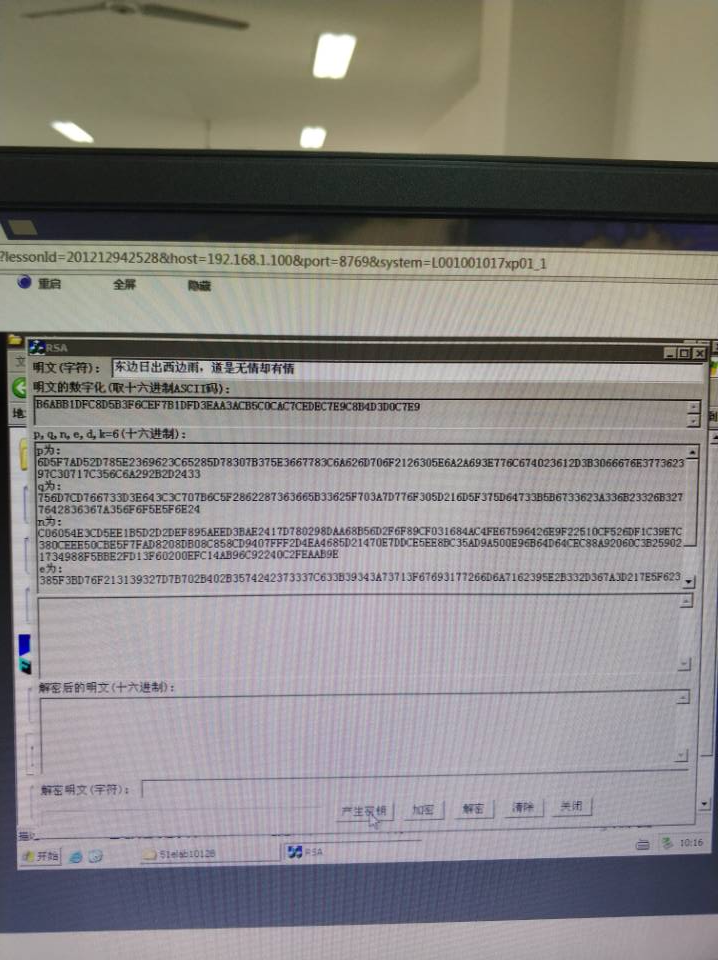 ?lessonId=201212942528&host=192.168.1.100&port=8769&system=L001001017xp01_1
重启 全屏 隐藏
RSA
明文(字符): 东边日出西边雨，道是无情却有情
明文的数字化(取十六进制ASCII码):
B6ABB1DFC8D5B3F6CEF7B1DFD3EAA3ACB5C0CAC7CEDEC7E9C8B4D3D0C7E9
p,q,n,e,d,k=6(十六进制):
p为:
6D5F7AD52D785E2369623C65285D78307B375E3667783C6A626D706F2126305E6A2A693E776C674023612D3B3066676E3773623
97C30717C356C6A292B2D2433
q为:
756D7CD766733D3E643C3C707B6C5F2862287363665B33625F703A7D776F305D216D5F375D64733B5B6733623A336B23326B327
7642836367A356F6F5E5F6E24
n为:
C06054E3CD5EE1B5D2D2DEF895AEED3BAE2417D780298DAA68B56D2F6F89CF031684AC4FE67596426E9F22510CF526DF1C39E7C
380CEEE50CBE5F7FAD8208DB08C858CD9407FFF2D4EA4685D21470E7DDCE5EE8BC35AD9A500E96B64D64CEC88A92060C3B25902
1734988F5BBE2FD13F60200EFC14AB96C92240C2FEAAB9E
e为:
385F3BD76F213139327D7B702B402B3574242373337C633B39343A73713F67693177266D6A7162395E2B332D367A3D217E5F623
解密后的明文(十六进制):
解密明文(字符):
产生密钥 加密 解密 清除 关闭
开始 51elab1012B RSA 10:16